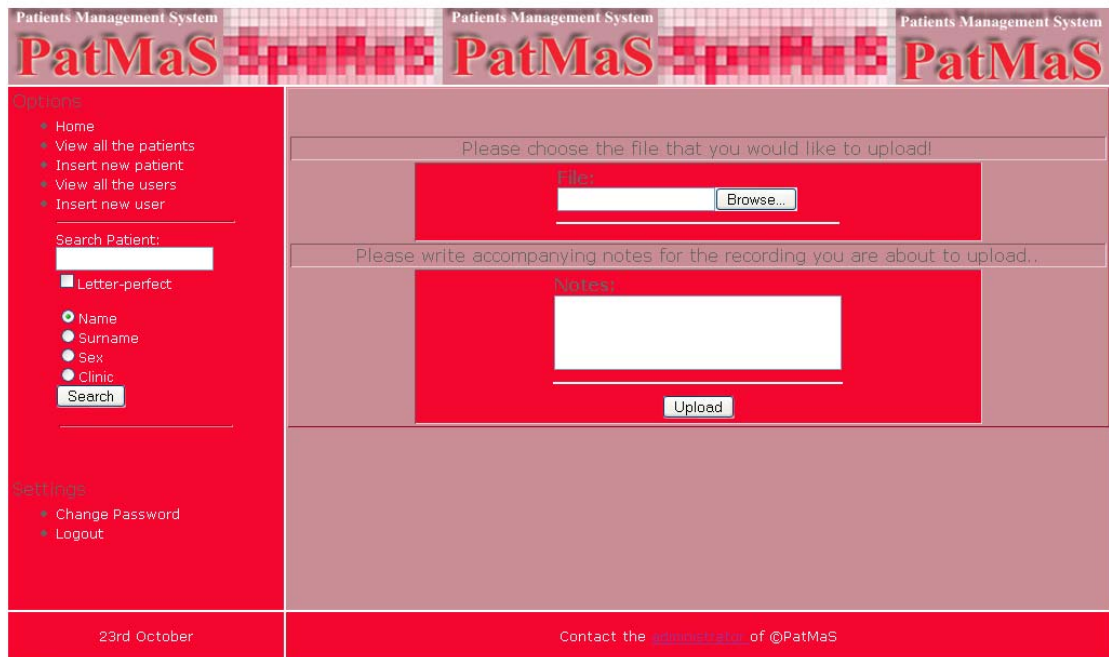 Patients Management System Patients Management System Patients Management System
PatMaS PatMaS PatMaS
Options
Home
View all the patients
Insert new patient
View all the users
Insert new user
Search Patient:
Letter-perfect
Name
Surname
Sex
Clinic
Search
Settings
Change Password
Logout
23rd October
Please choose the file that you would like to upload!
File:
Browse...
Please write accompanying notes for the recording you are about to upload..
Notes:
Upload
Contact the administrator of ©PatMaS